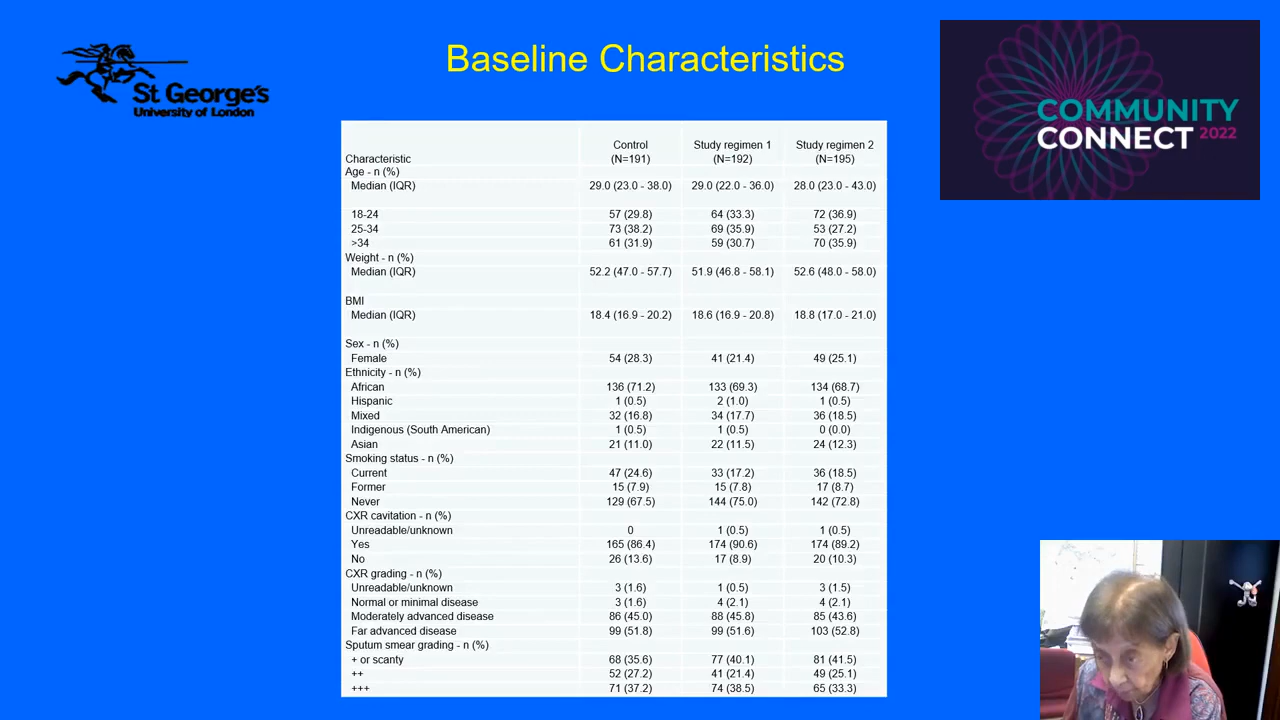 Baseline Characteristics
St George's
University of London
COMMUNITY
CONNECT 2022
Control Study regimen 1 Study regimen 2
Characteristic (N=191) (N=192) (N=195)
Age - n (%)
Median (IQR) 29.0 (23.0 - 38.0) 29.0 (22.0 - 36.0) 28.0 (23.0 - 43.0)
18-24 57 (29.8) 64 (33.3) 72 (36.9)
25-34 73 (38.2) 69 (35.9) 53 (27.2)
>34 61 (31.9) 59 (30.7) 70 (35.9)
Weight - n (%)
Median (IQR) 52.2 (47.0 - 57.7) 51.9 (46.8 - 58.1) 52.6 (48.0 - 58.0)
BMI
Median (IQR) 18.4 (16.9 - 20.2) 18.6 (16.9 - 20.8) 18.8 (17.0 - 21.0)
Sex - n (%)
Female 54 (28.3) 41 (21.4) 49 (25.1)
Ethnicity - n (%)
African 136 (71.2) 133 (69.3) 134 (68.7)
Hispanic 1 (0.5) 2 (1.0) 1 (0.5)
Mixed 32 (16.8) 34 (17.7) 36 (18.5)
Indigenous (South American) 1 (0.5) 1 (0.5) 0 (0.0)
Asian 21 (11.0) 22 (11.5) 24 (12.3)
Smoking status - n (%)
Current 47 (24.6) 33 (17.2) 36 (18.5)
Former 15 (7.9) 15 (7.8) 17 (8.7)
Never 129 (67.5) 144 (75.0) 142 (72.8)
CXR cavitation - n (%)
Unreadable/unknown 0 1 (0.5) 1 (0.5)
Yes 165 (86.4) 174 (90.6) 174 (89.2)
No 26 (13.6) 17 (8.9) 20 (10.3)
CXR grading - n (%)
Unreadable/unknown 3 (1.6) 1 (0.5) 3 (1.5)
Normal or minimal disease 3 (1.6) 4 (2.1) 4 (2.1)
Moderately advanced disease 86 (45.0) 88 (45.8) 85 (43.6)
Far advanced disease 99 (51.8) 99 (51.6) 103 (52.8)
Sputum smear grading - n (%)
+ or scanty 68 (35.6) 77 (40.1) 81 (41.5)
++ 52 (27.2) 41 (21.4) 49 (25.1)
+++ 71 (37.2) 74 (38.5) 65 (33.3)